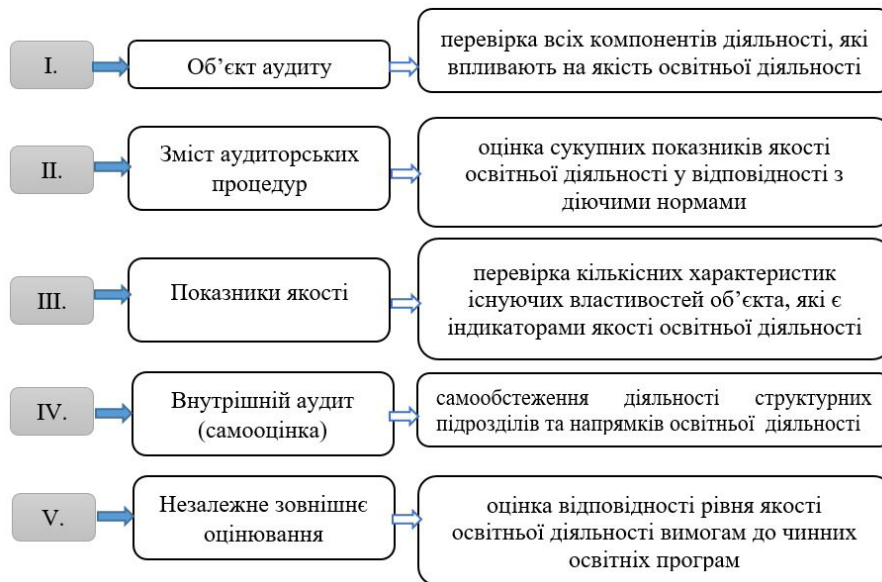 I.
Об’єкт аудиту
перевірка всіх компонентів діяльності, які
впливають на якість освітньої діяльності
II.
Зміст аудиторських
процедур
оцінка сукупних показників якості
освітньої діяльності у відповідності з
діючими нормами
III.
Показники якості
перевірка кількісних характеристик
існуючих властивостей об’єкта, які є
індикаторами якості освітньої діяльності
IV.
Внутрішній аудит
(самооцінка)
самообстеження діяльності структурних
підрозділів та напрямків освітньої діяльності
V.
Незалежне зовнішнє
оцінювання
оцінка відповідності рівня якості
освітньої діяльності вимогам до чинних
освітніх програм